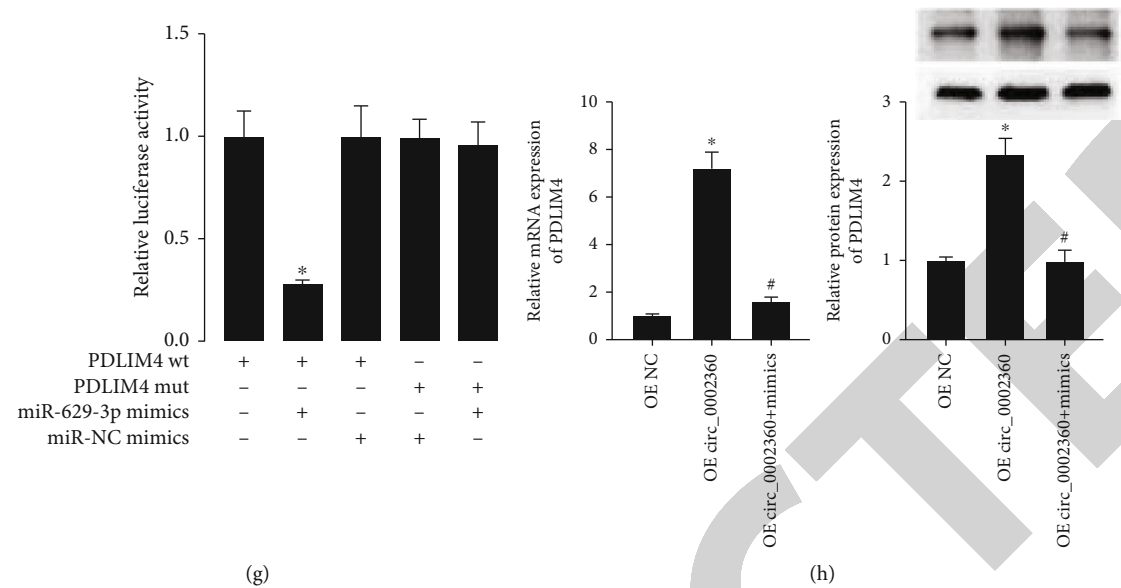 1.5
1.0
0.5
0.0
Relative luciferase activity
*
PDLIM4 wt + + + – –
PDLIM4 mut – – – + +
miR-629-3p mimics – + – – +
miR-NC mimics – – + + –
(g)
10
8
6
4
2
0
Relative mRNA expression
of PDLIM4
*
#
OE NC
OE circ_0002360
OE circ_0002360+mimics
3
2
1
0
Relative protein expression
of PDLIM4
*
#
OE NC
OE circ_0002360
OE circ_0002360+mimics
(h)
CTE